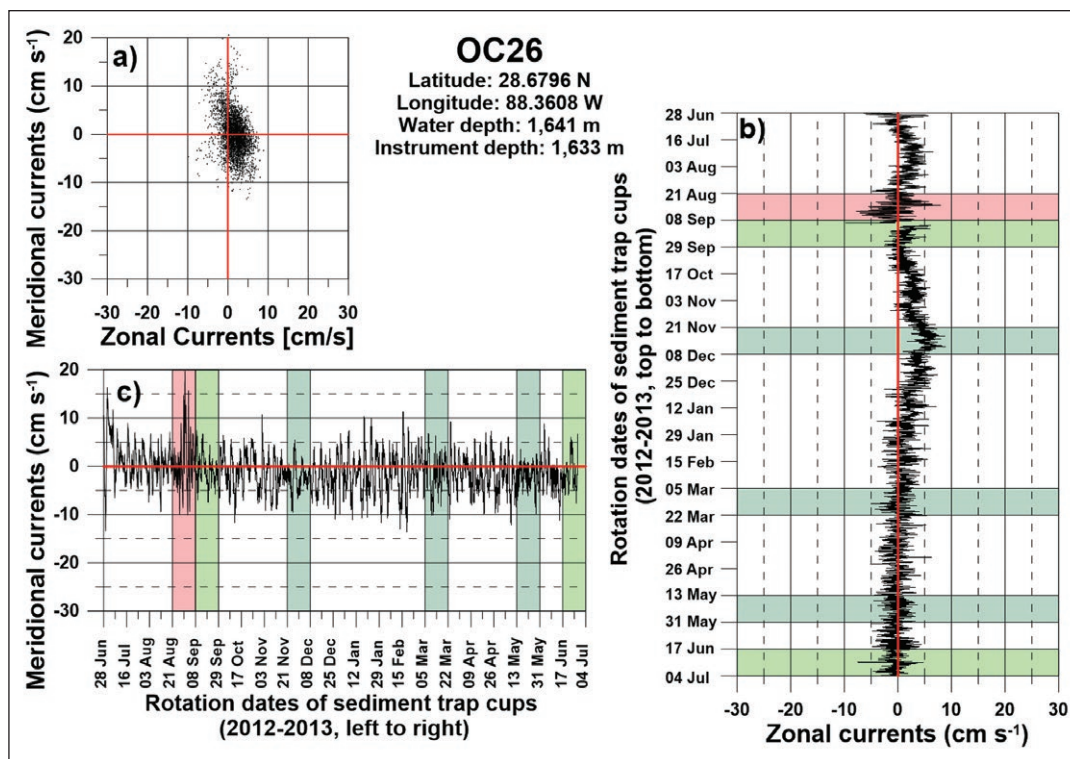 a)
Meridional currents (cm s⁻¹)
20
10
0
-10
-20
-30
-30 -20 -10 0 10 20 30
Zonal Currents [cm/s]
OC26
Latitude: 28.6796 N
Longitude: 88.3608 W
Water depth: 1,641 m
Instrument depth: 1,633 m
b)
Rotation dates of sediment trap cups
(2012-2013, top to bottom)
28 Jun
16 Jul
03 Aug
21 Aug
08 Sep
29 Sep
17 Oct
03 Nov
21 Nov
08 Dec
25 Dec
12 Jan
29 Jan
15 Feb
05 Mar
22 Mar
09 Apr
26 Apr
13 May
31 May
17 Jun
04 Jul
-30 -20 -10 0 10 20 30
Zonal currents (cm s⁻¹)
c)
Meridional currents (cm s⁻¹)
20
10
0
-10
-20
-30
28 Jun
16 Jul
03 Aug
21 Aug
08 Sep
29 Sep
17 Oct
03 Nov
21 Nov
08 Dec
25 Dec
12 Jan
29 Jan
15 Feb
05 Mar
22 Mar
09 Apr
26 Apr
13 May
31 May
17 Jun
04 Jul
Rotation dates of sediment trap cups
(2012-2013, left to right)